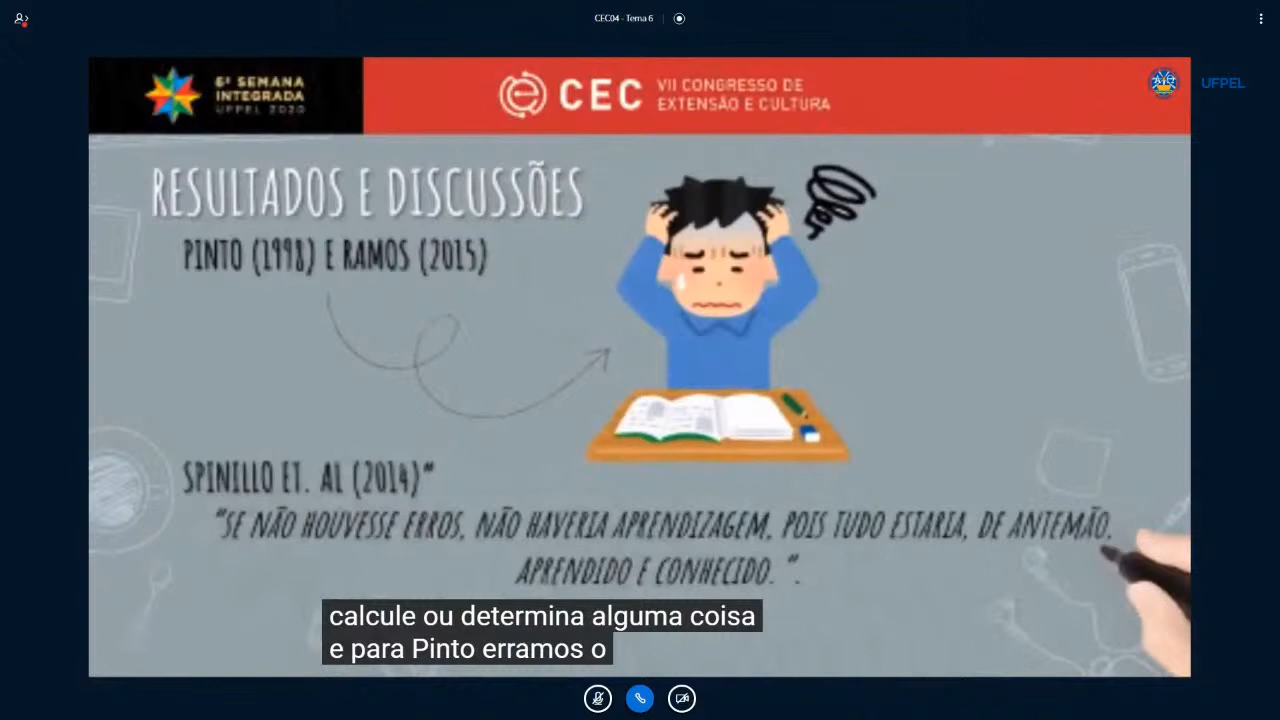 CEC04 - Tema 6
6ª SEMANA
INTEGRADA
UFPEL 2020
CEC
VII CONGRESSO DE
EXTENSÃO E CULTURA
UFPEL
RESULTADOS E DISCUSSÕES
PINTO (1998) E RAMOS (2015)
SPINILLO ET. AL (2014)"
"SE NÃO HOUVESSE ERROS, NÃO HAVERIA APRENDIZAGEM, POIS TUDO ESTARIA, DE ANTEMÃO,
APRENDIDO E CONHECIDO. ".
calcule ou determina alguma coisa
e para Pinto erramos o